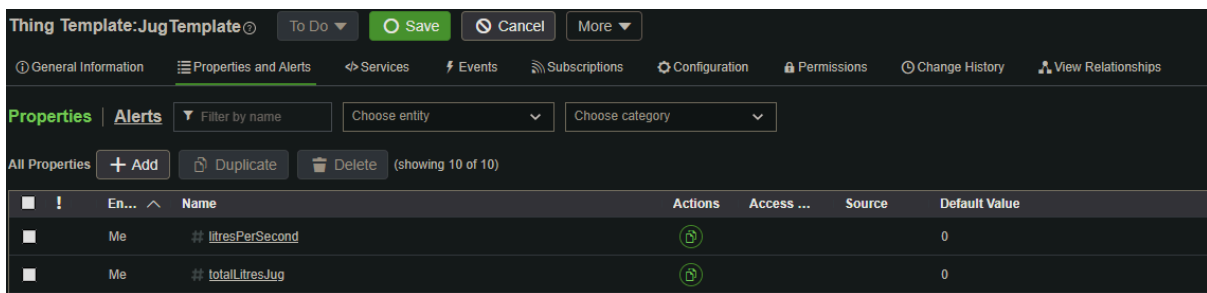 Thing Template:JugTemplate ? To Do Save Cancel More
General Information Properties and Alerts </> Services Events Subscriptions Configuration Permissions Change History View Relationships
Properties | Alerts Filter by name Choose entity Choose category
All Properties + Add Duplicate Delete (showing 10 of 10)
! En... Name Actions Access ... Source Default Value
Me # litresPerSecond 0
Me # totalLitresJug 0